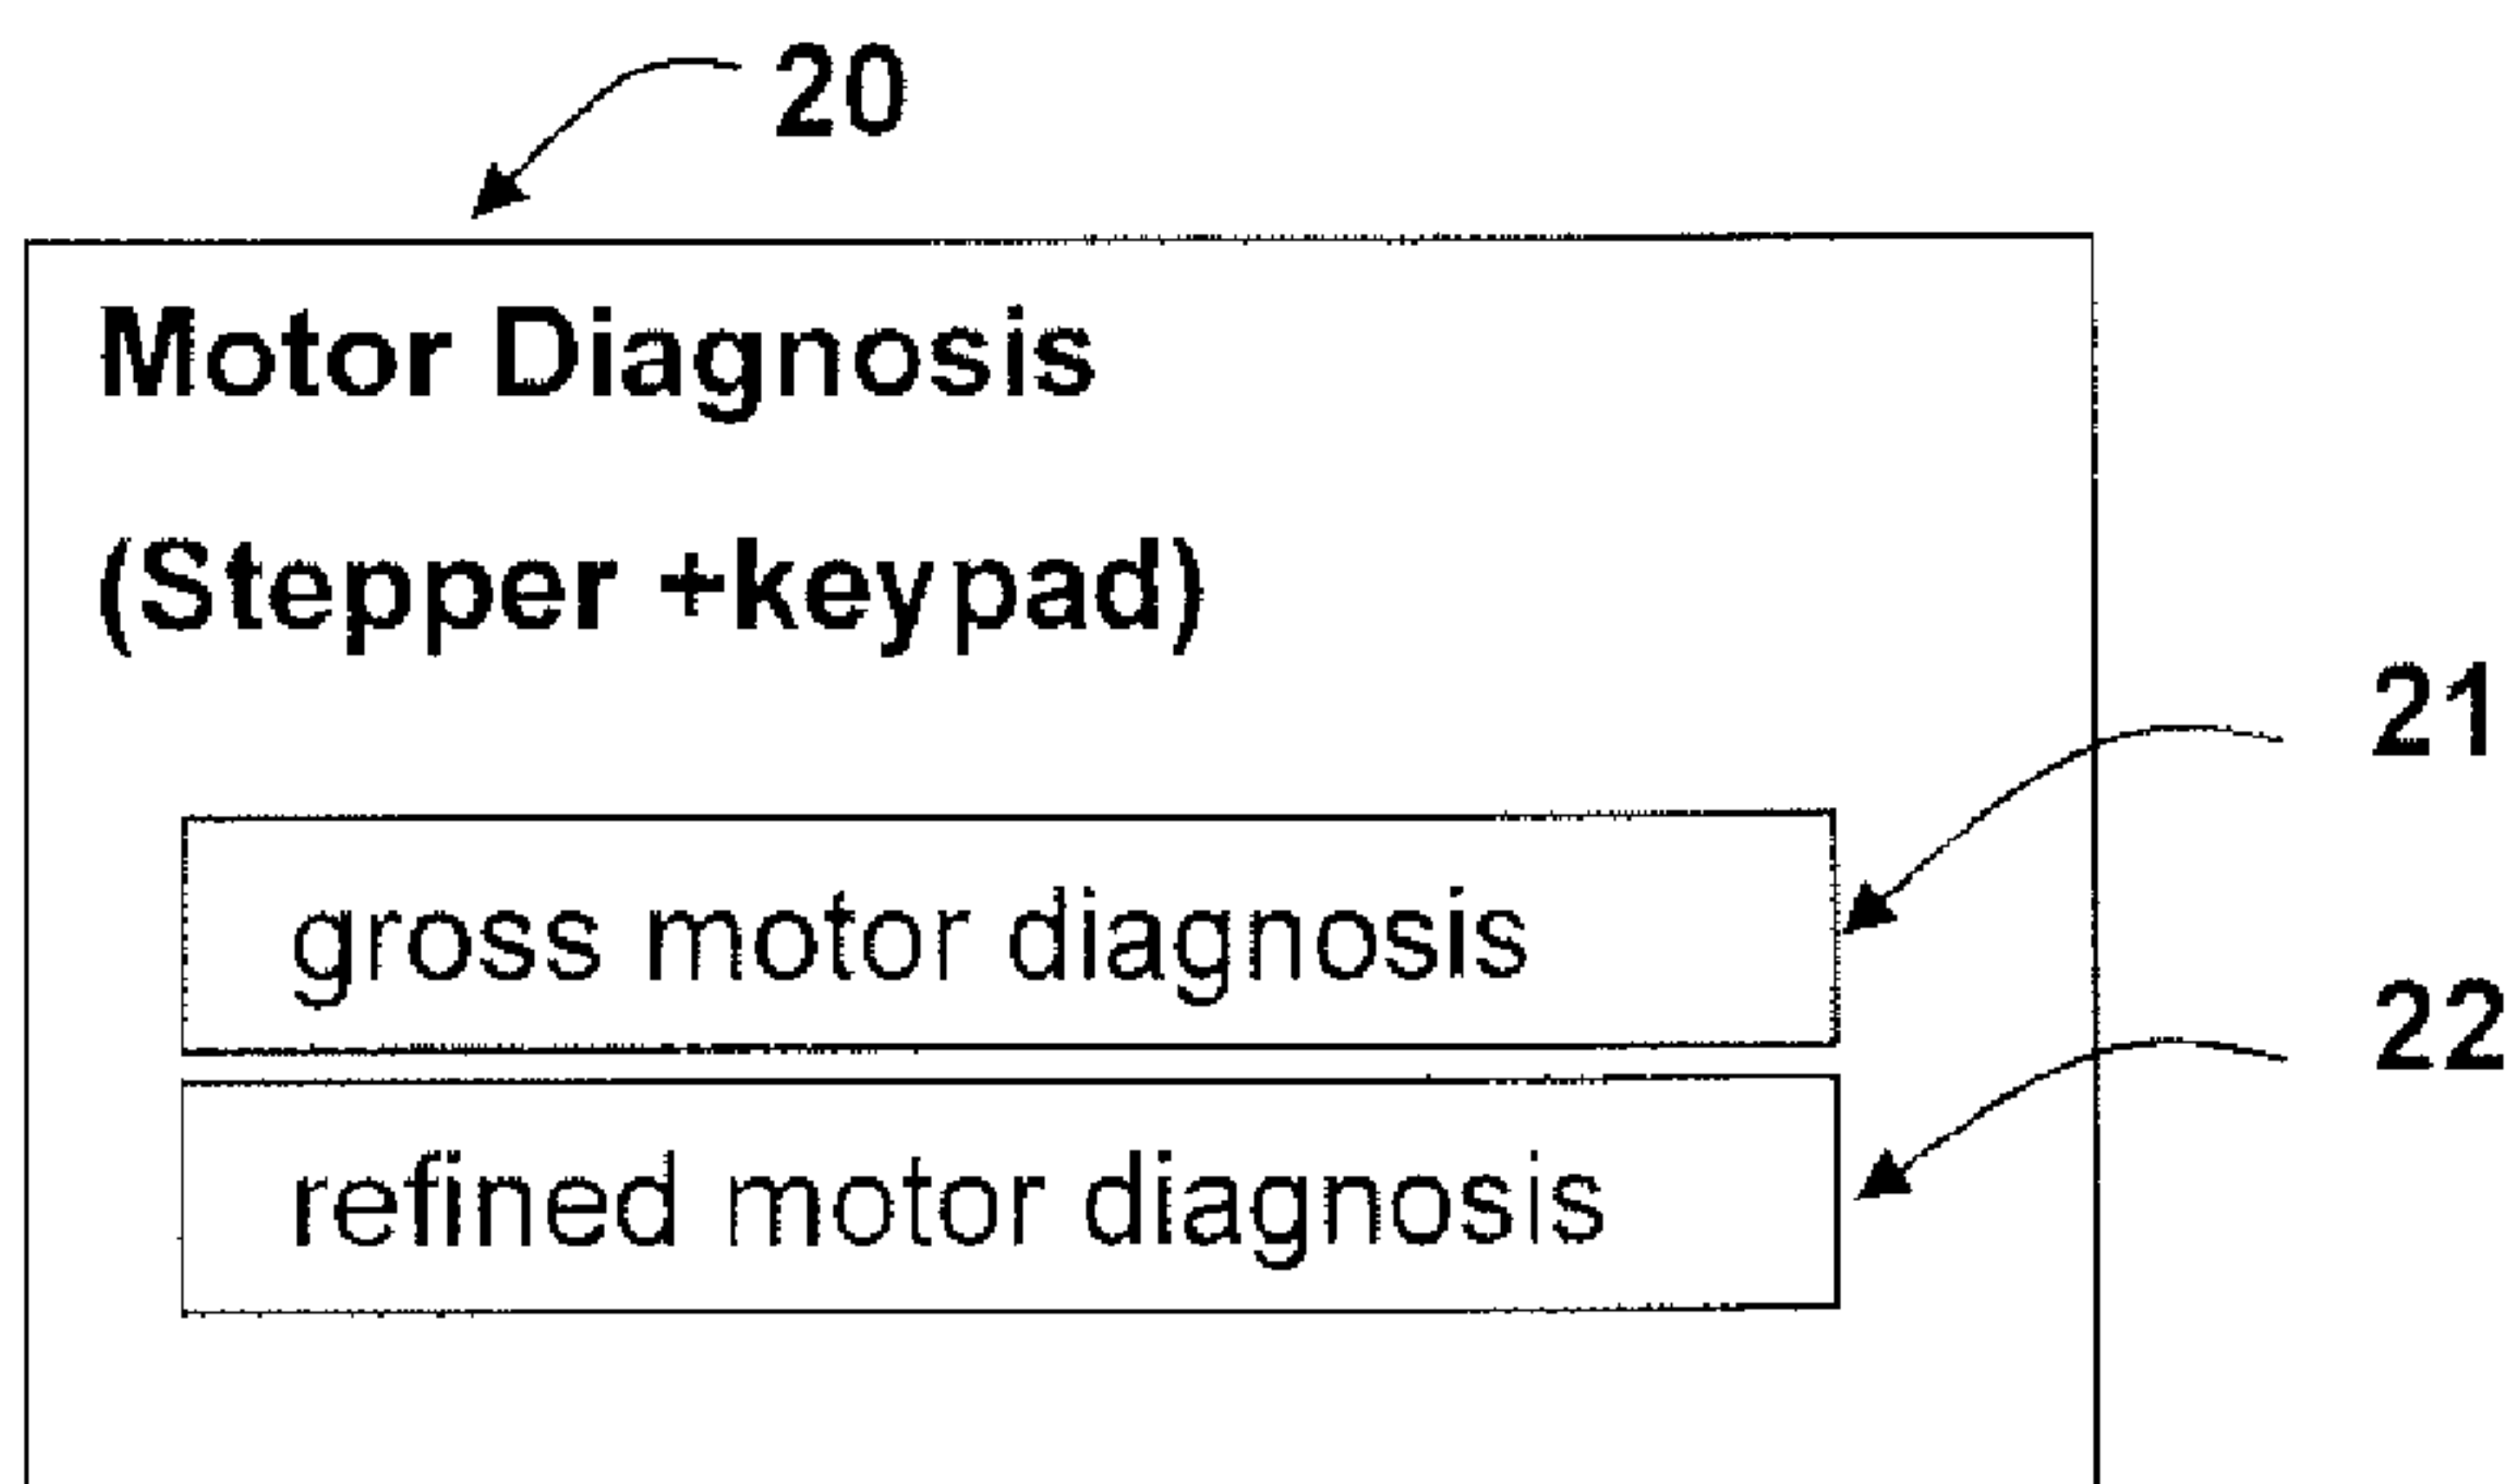 20
Motor Diagnosis
(Stepper +keypad)
21
gross motor diagnosis
22
refined motor diagnosis